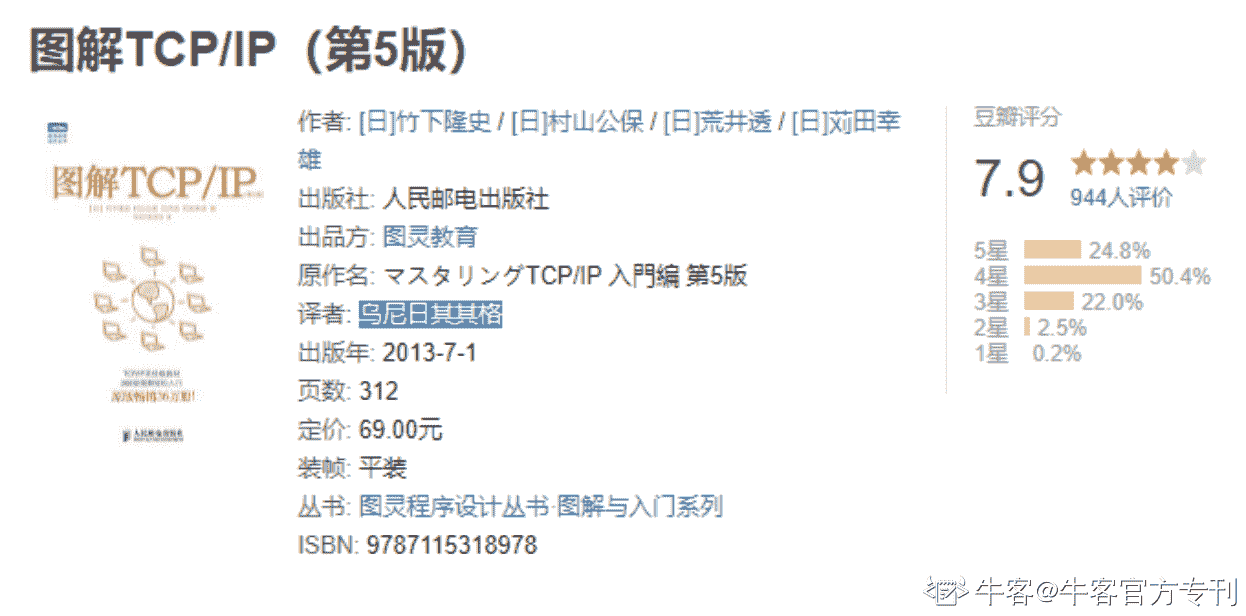 图解TCP/IP（第5版）
图解TCP/IP
人民邮电出版社
作者: [日]竹下隆史 / [日]村山公保 / [日]荒井透 / [日]苅田幸
雄
出版社: 人民邮电出版社
出品方: 图灵教育
原作名: マスタリングTCP/IP 入門編 第5版
译者: 乌尼日其其格
出版年: 2013-7-1
页数: 312
定价: 69.00元
装帧: 平装
丛书: 图灵程序设计丛书·图解与入门系列
ISBN: 9787115318978
豆瓣评分
7.9
944人评价
5星 24.8%
4星 50.4%
3星 22.0%
2星 2.5%
1星 0.2%
牛客@牛客官方专刊